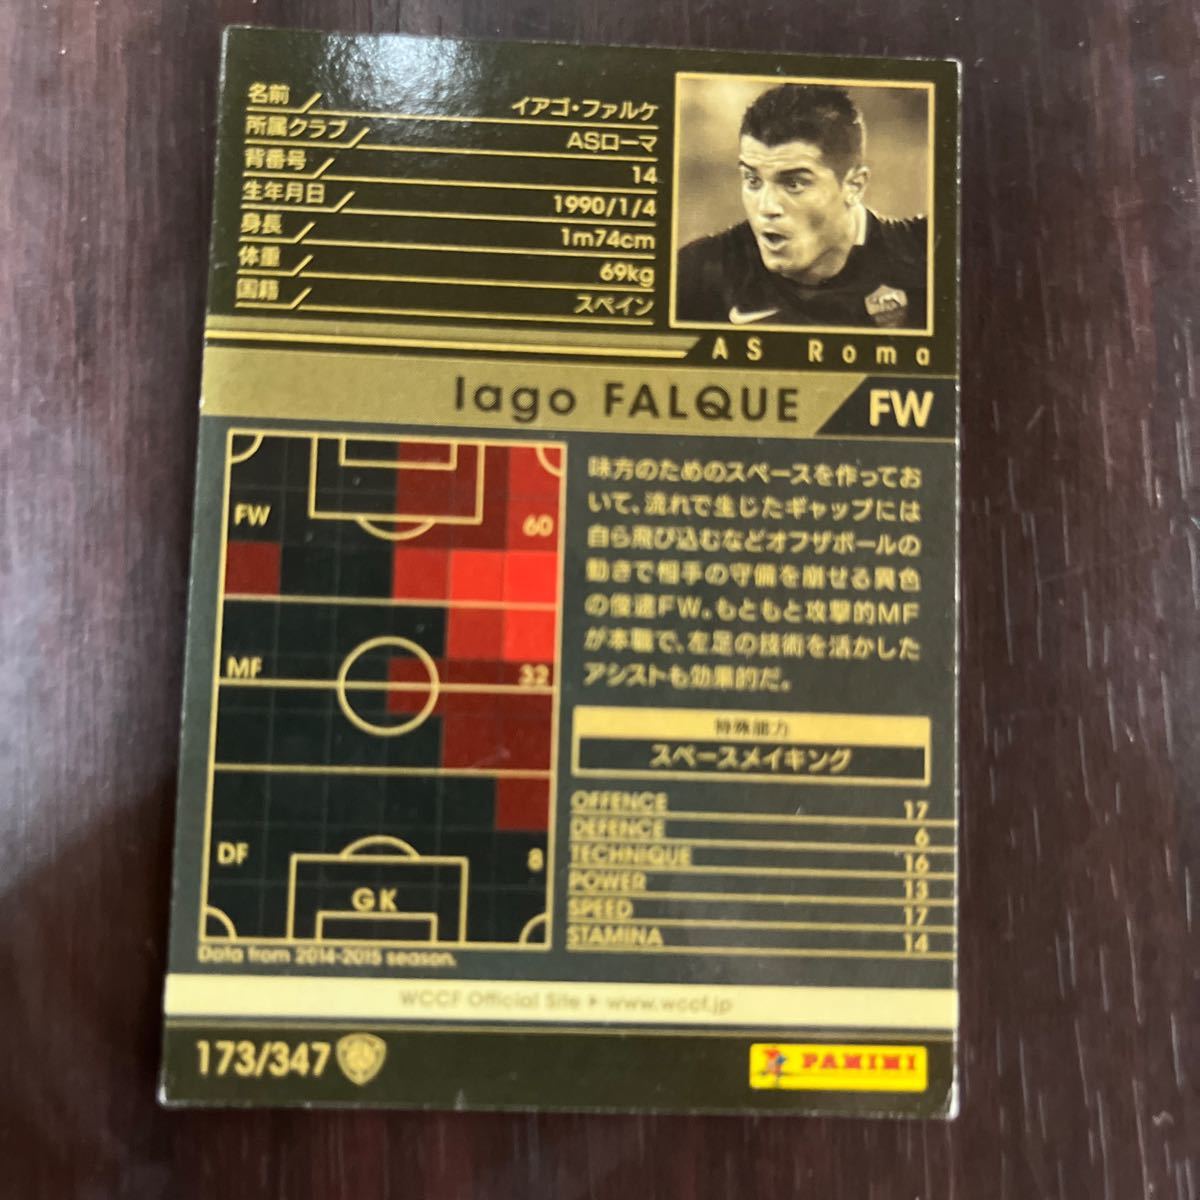 名前 イアゴ・ファルケ
所属クラブ ASローマ
背番号 14
生年月日 1990/1/4
身長 1m74cm
体重 69kg
国籍 スペイン
AS Roma
Iago FALQUE FW
FW 60
MF 32
DF 8
GK
Data from 2014-2015 season.
味方のためのスペースを作ってお
いて、流れで生じたギャップには
自ら飛び込むなどオフザボールの
動きで相手の守備を崩せる異色
の俊速FW。もともと攻撃的MF
が本職で、左足の技術を活かした
アシストも効果的だ。
特殊能力
スペースメイキング
OFFENCE 17
DEFENCE 6
TECHNIQUE 16
POWER 13
SPEED 17
STAMINA 14
WCCF Official Site ▶ www.wccf.jp
173/347
PANINI